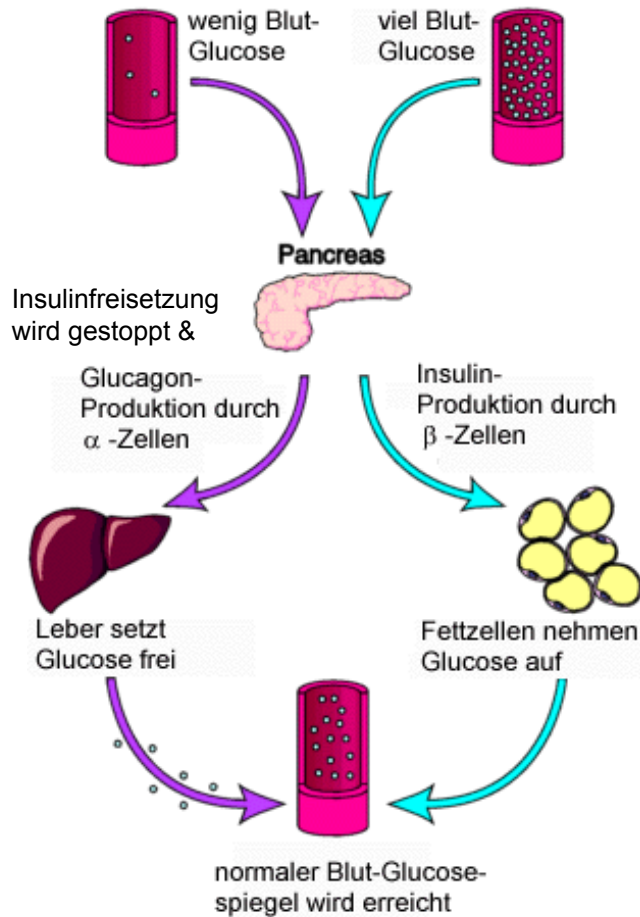 wenig Blut-
Glucose
viel Blut-
Glucose
Pancreas
Insulinfreisetzung
wird gestoppt &
Glucagon-
Produktion durch
α -Zellen
Insulin-
Produktion durch
β -Zellen
Leber setzt
Glucose frei
Fettzellen nehmen
Glucose auf
normaler Blut-Glucose-
spiegel wird erreicht